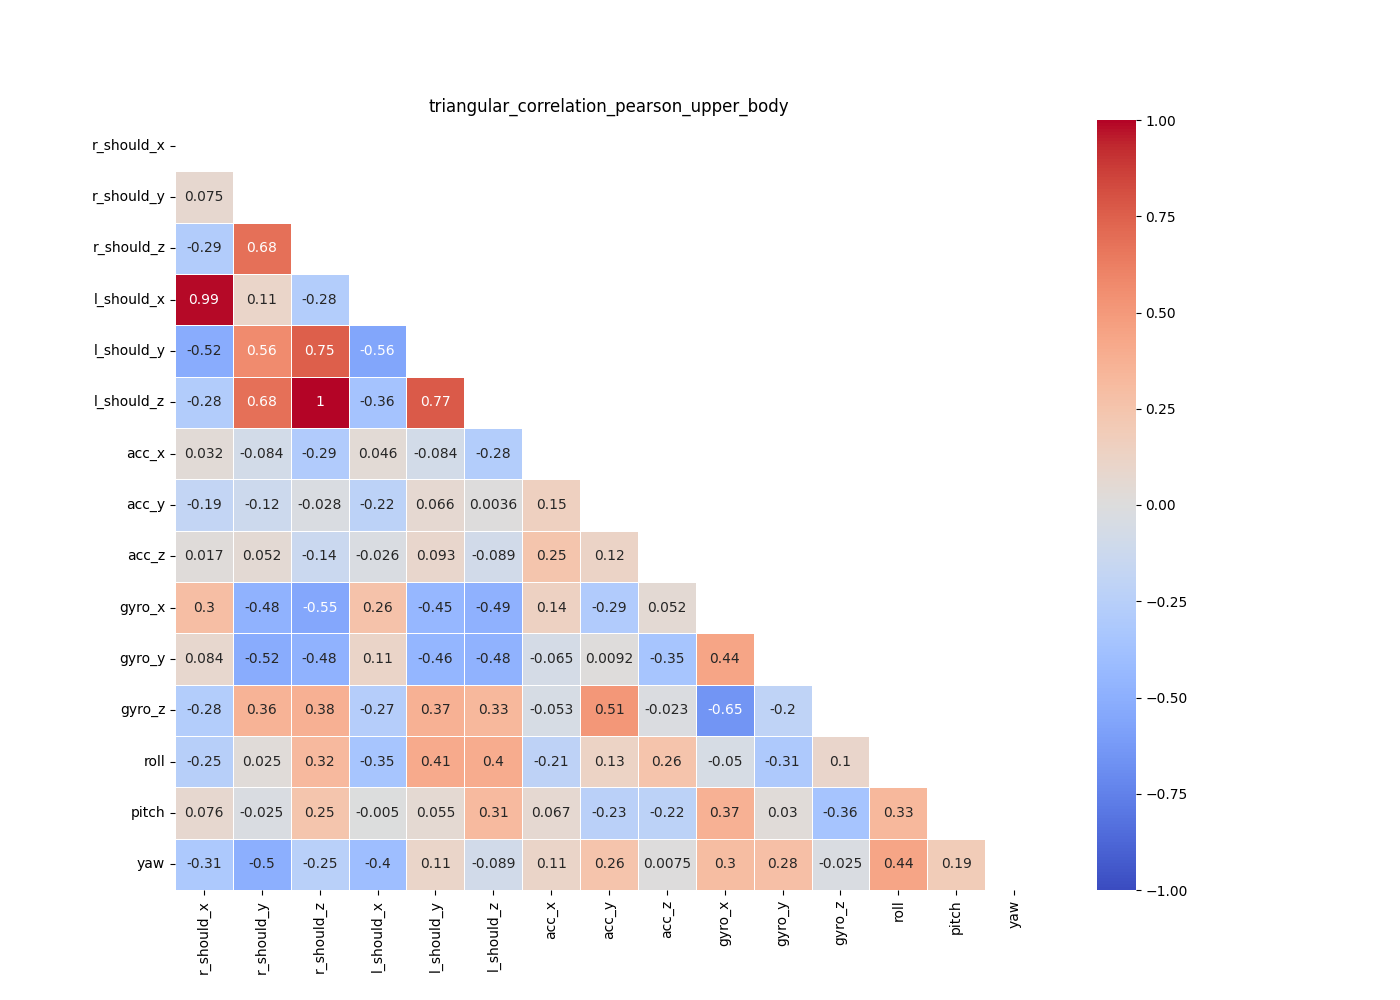 triangular_correlation_pearson_upper_body
r_should_x
r_should_y 0.075
r_should_z -0.29 0.68
l_should_x 0.99 0.11 -0.28
l_should_y -0.52 0.56 0.75 -0.56
l_should_z -0.28 0.68 1 -0.36 0.77
acc_x 0.032 -0.084 -0.29 0.046 -0.084 -0.28
acc_y -0.19 -0.12 -0.028 -0.22 0.066 0.0036 0.15
acc_z 0.017 0.052 -0.14 -0.026 0.093 -0.089 0.25 0.12
gyro_x 0.3 -0.48 -0.55 0.26 -0.45 -0.49 0.14 -0.29 0.052
gyro_y 0.084 -0.52 -0.48 0.11 -0.46 -0.48 -0.065 0.0092 -0.35 0.44
gyro_z -0.28 0.36 0.38 -0.27 0.37 0.33 -0.053 0.51 -0.023 -0.65 -0.2
roll -0.25 0.025 0.32 -0.35 0.41 0.4 -0.21 0.13 0.26 -0.05 -0.31 0.1
pitch 0.076 -0.025 0.25 -0.005 0.055 0.31 0.067 -0.23 -0.22 0.37 0.03 -0.36 0.33
yaw -0.31 -0.5 -0.25 -0.4 0.11 -0.089 0.11 0.26 0.0075 0.3 0.28 -0.025 0.44 0.19
r_should_x r_should_y r_should_z l_should_x l_should_y l_should_z acc_x acc_y acc_z gyro_x gyro_y gyro_z roll pitch yaw
1.00
0.75
0.50
0.25
0.00
−0.25
−0.50
−0.75
−1.00